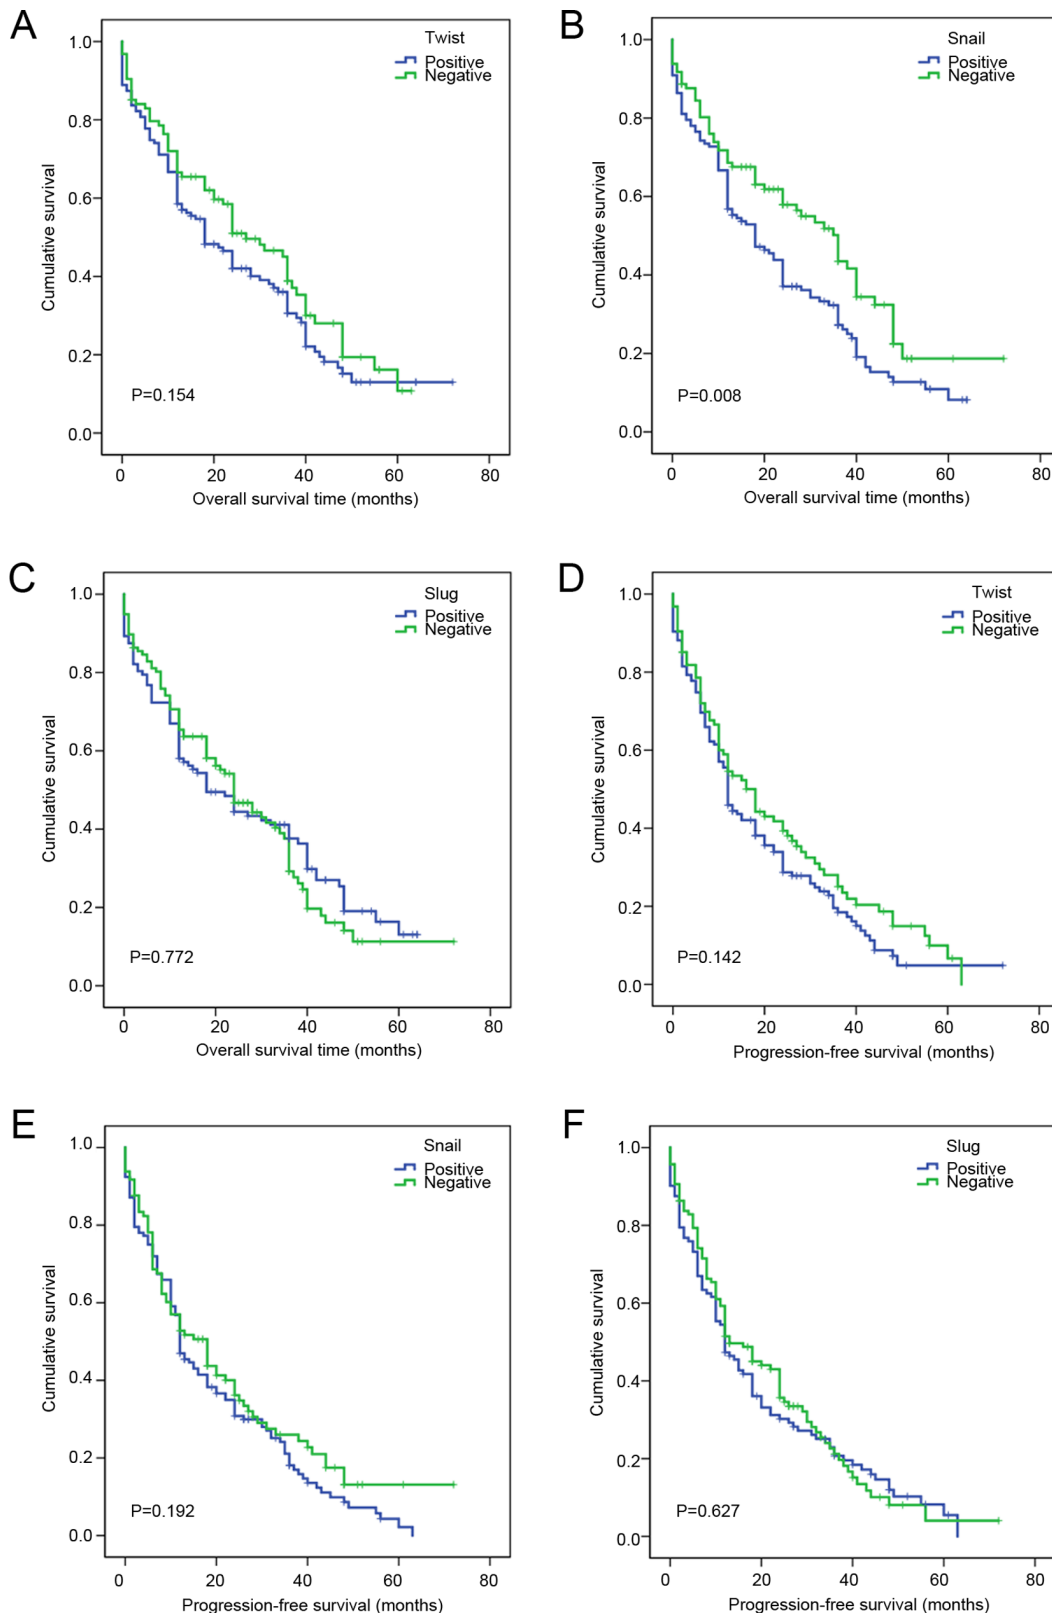 A
Twist
Positive
Negative
Cumulative survival
1.0
0.8
0.6
0.4
0.2
0.0
P=0.154
0 20 40 60 80
Overall survival time (months)
B
Snail
Positive
Negative
Cumulative survival
1.0
0.8
0.6
0.4
0.2
0.0
P=0.008
0 20 40 60 80
Overall survival time (months)
C
Slug
Positive
Negative
Cumulative survival
1.0
0.8
0.6
0.4
0.2
0.0
P=0.772
0 20 40 60 80
Overall survival time (months)
D
Twist
Positive
Negative
Cumulative survival
1.0
0.8
0.6
0.4
0.2
0.0
P=0.142
0 20 40 60 80
Progression-free survival (months)
E
Snail
Positive
Negative
Cumulative survival
1.0
0.8
0.6
0.4
0.2
0.0
P=0.192
0 20 40 60 80
Progression-free survival (months)
F
Slug
Positive
Negative
Cumulative survival
1.0
0.8
0.6
0.4
0.2
0.0
P=0.627
0 20 40 60 80
Progression-free survival (months)